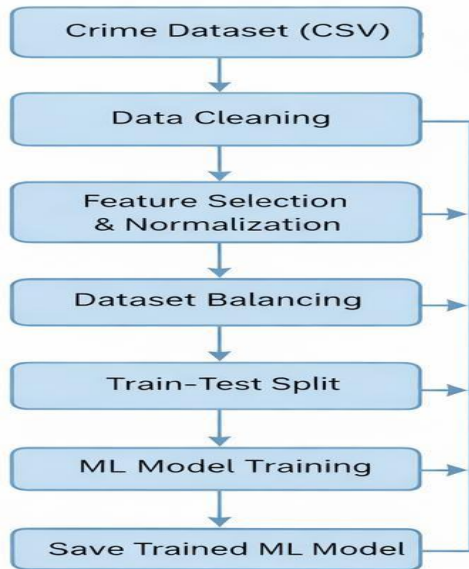 Crime Dataset (CSV)
Data Cleaning
Feature Selection
& Normalization
Dataset Balancing
Train-Test Split
ML Model Training
Save Trained ML Model